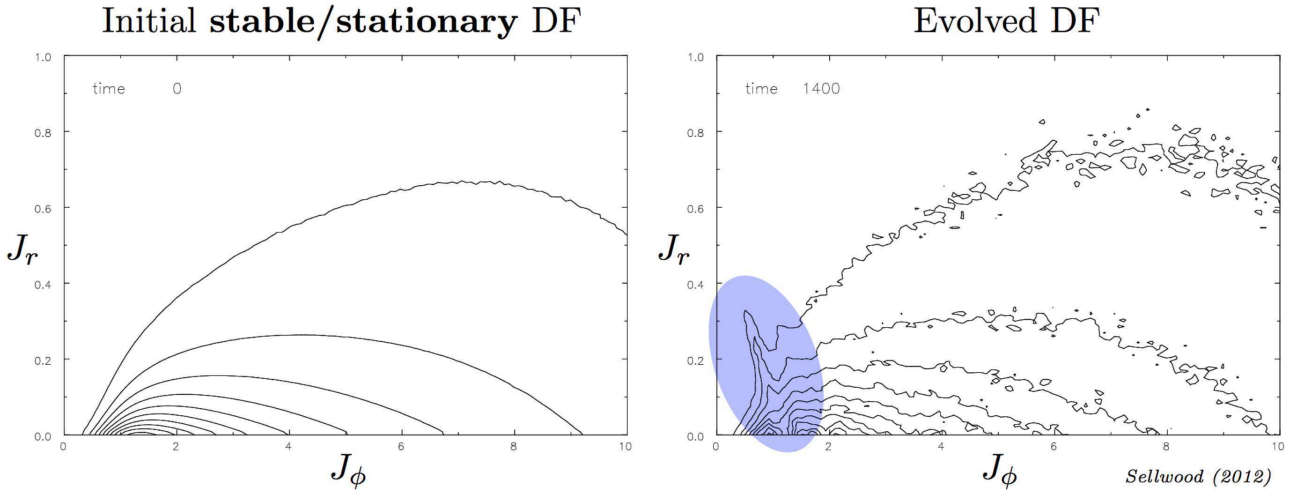 Initial stable/stationary DF
Evolved DF
time 0
1.0
0.8
0.6
0.4
0.2
0.0
0 2 4 6 8 10
J_r
J_ϕ
time 1400
1.0
0.8
0.6
0.4
0.2
0.0
0 2 4 6 8 10
J_r
J_ϕ
Sellwood (2012)